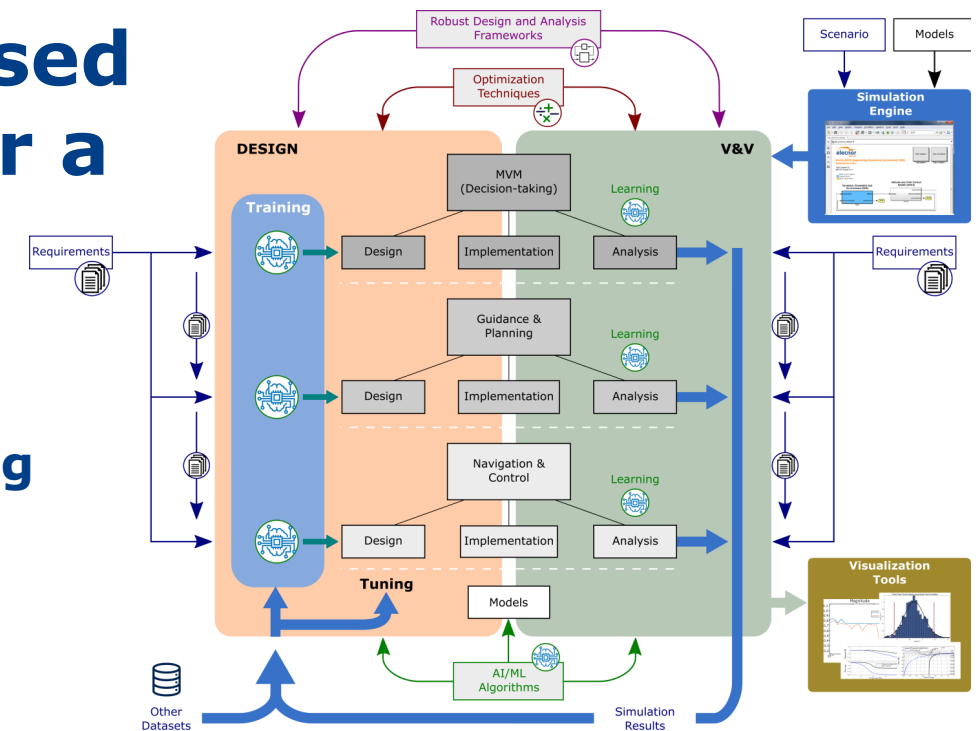 sed
r a
g
Robust Design and Analysis
Frameworks
Optimization
Techniques
Scenario
Models
Simulation
Engine
elecnor
DESIGN
V&V
MVM
(Decision-taking)
Learning
Training
Requirements
Design
Implementation
Analysis
Requirements
Guidance &
Planning
Learning
Design
Implementation
Analysis
Navigation &
Control
Learning
Design
Implementation
Analysis
Tuning
Models
Visualization
Tools
Magnitude
AI/ML
Algorithms
Other
Datasets
Simulation
Results